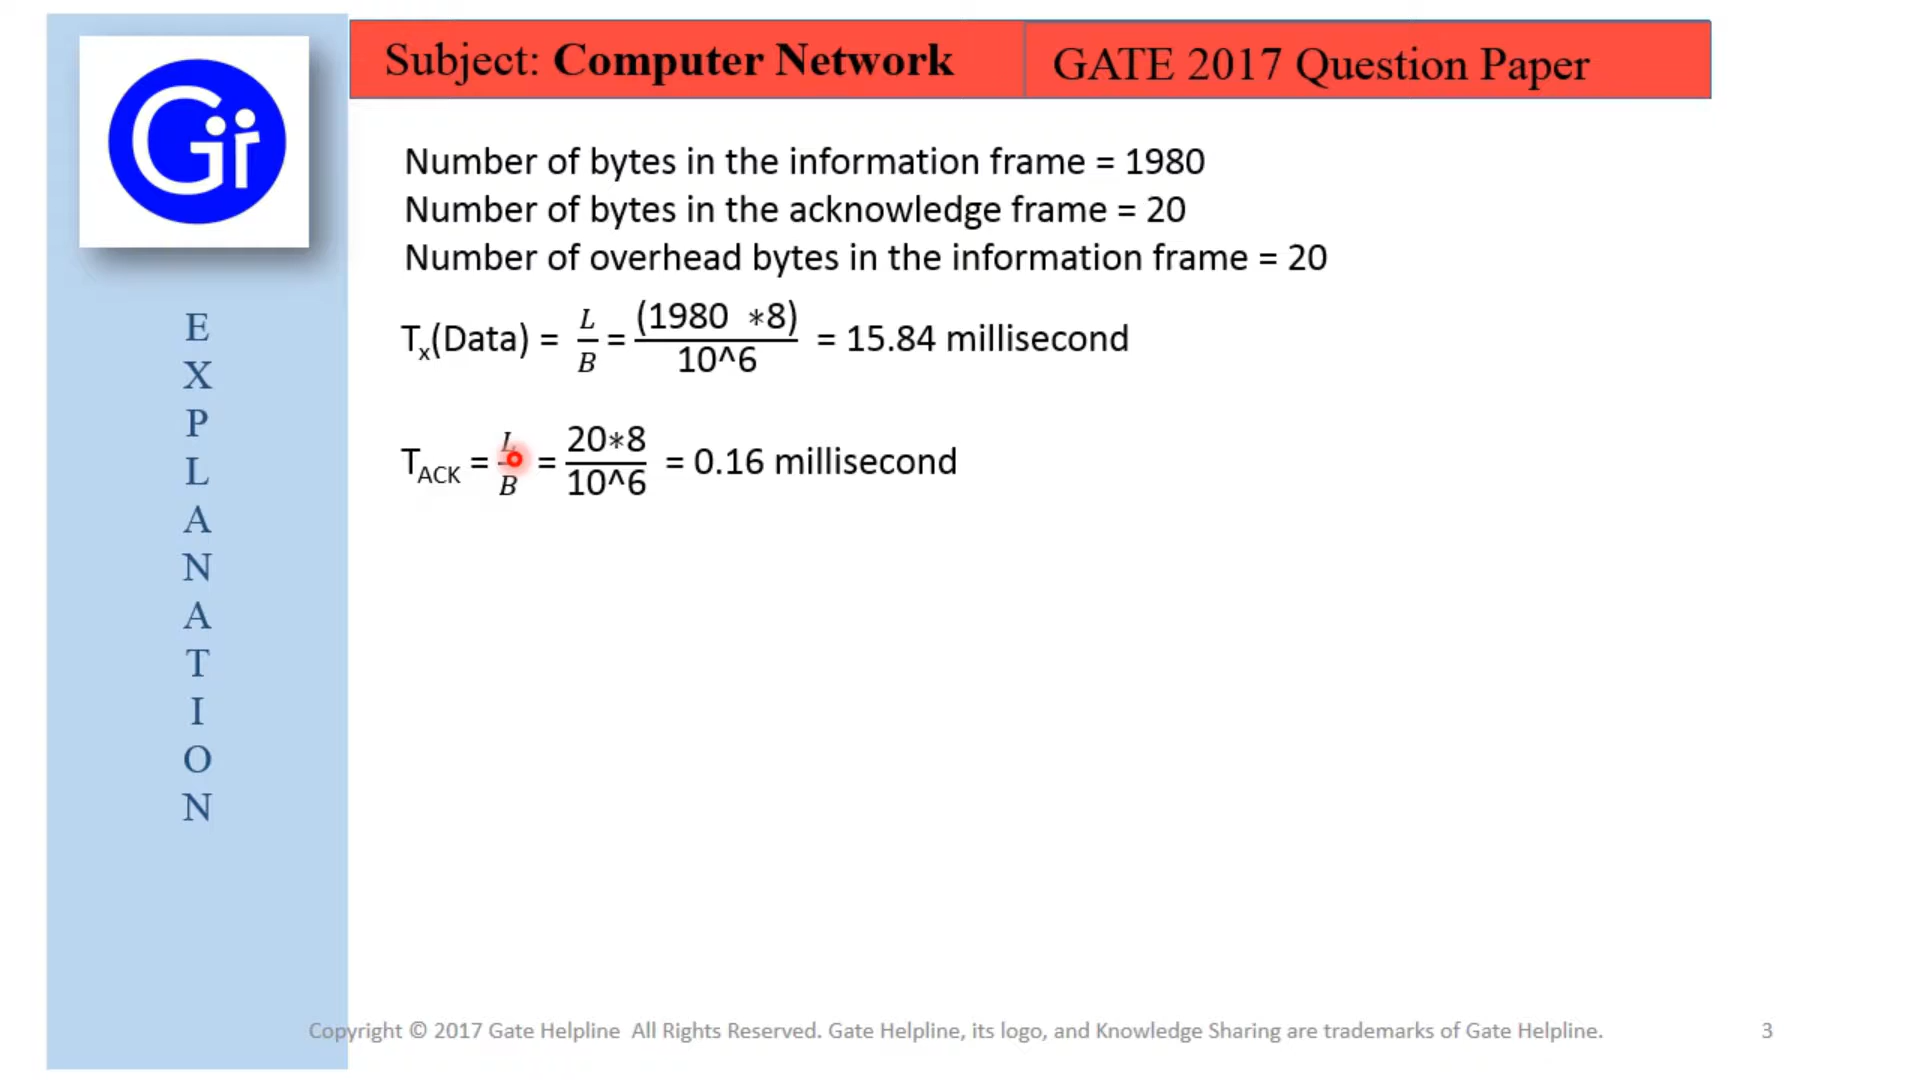 Gi
Subject: Computer Network
GATE 2017 Question Paper
Number of bytes in the information frame = 1980
Number of bytes in the acknowledge frame = 20
Number of overhead bytes in the information frame = 20
Tₓ(Data) = L/B = (1980 *8)/10^6 = 15.84 millisecond
T_ACK = L/B = 20*8/10^6 = 0.16 millisecond
E
X
P
L
A
N
A
T
I
O
N
Copyright © 2017 Gate Helpline All Rights Reserved. Gate Helpline, its logo, and Knowledge Sharing are trademarks of Gate Helpline.
3